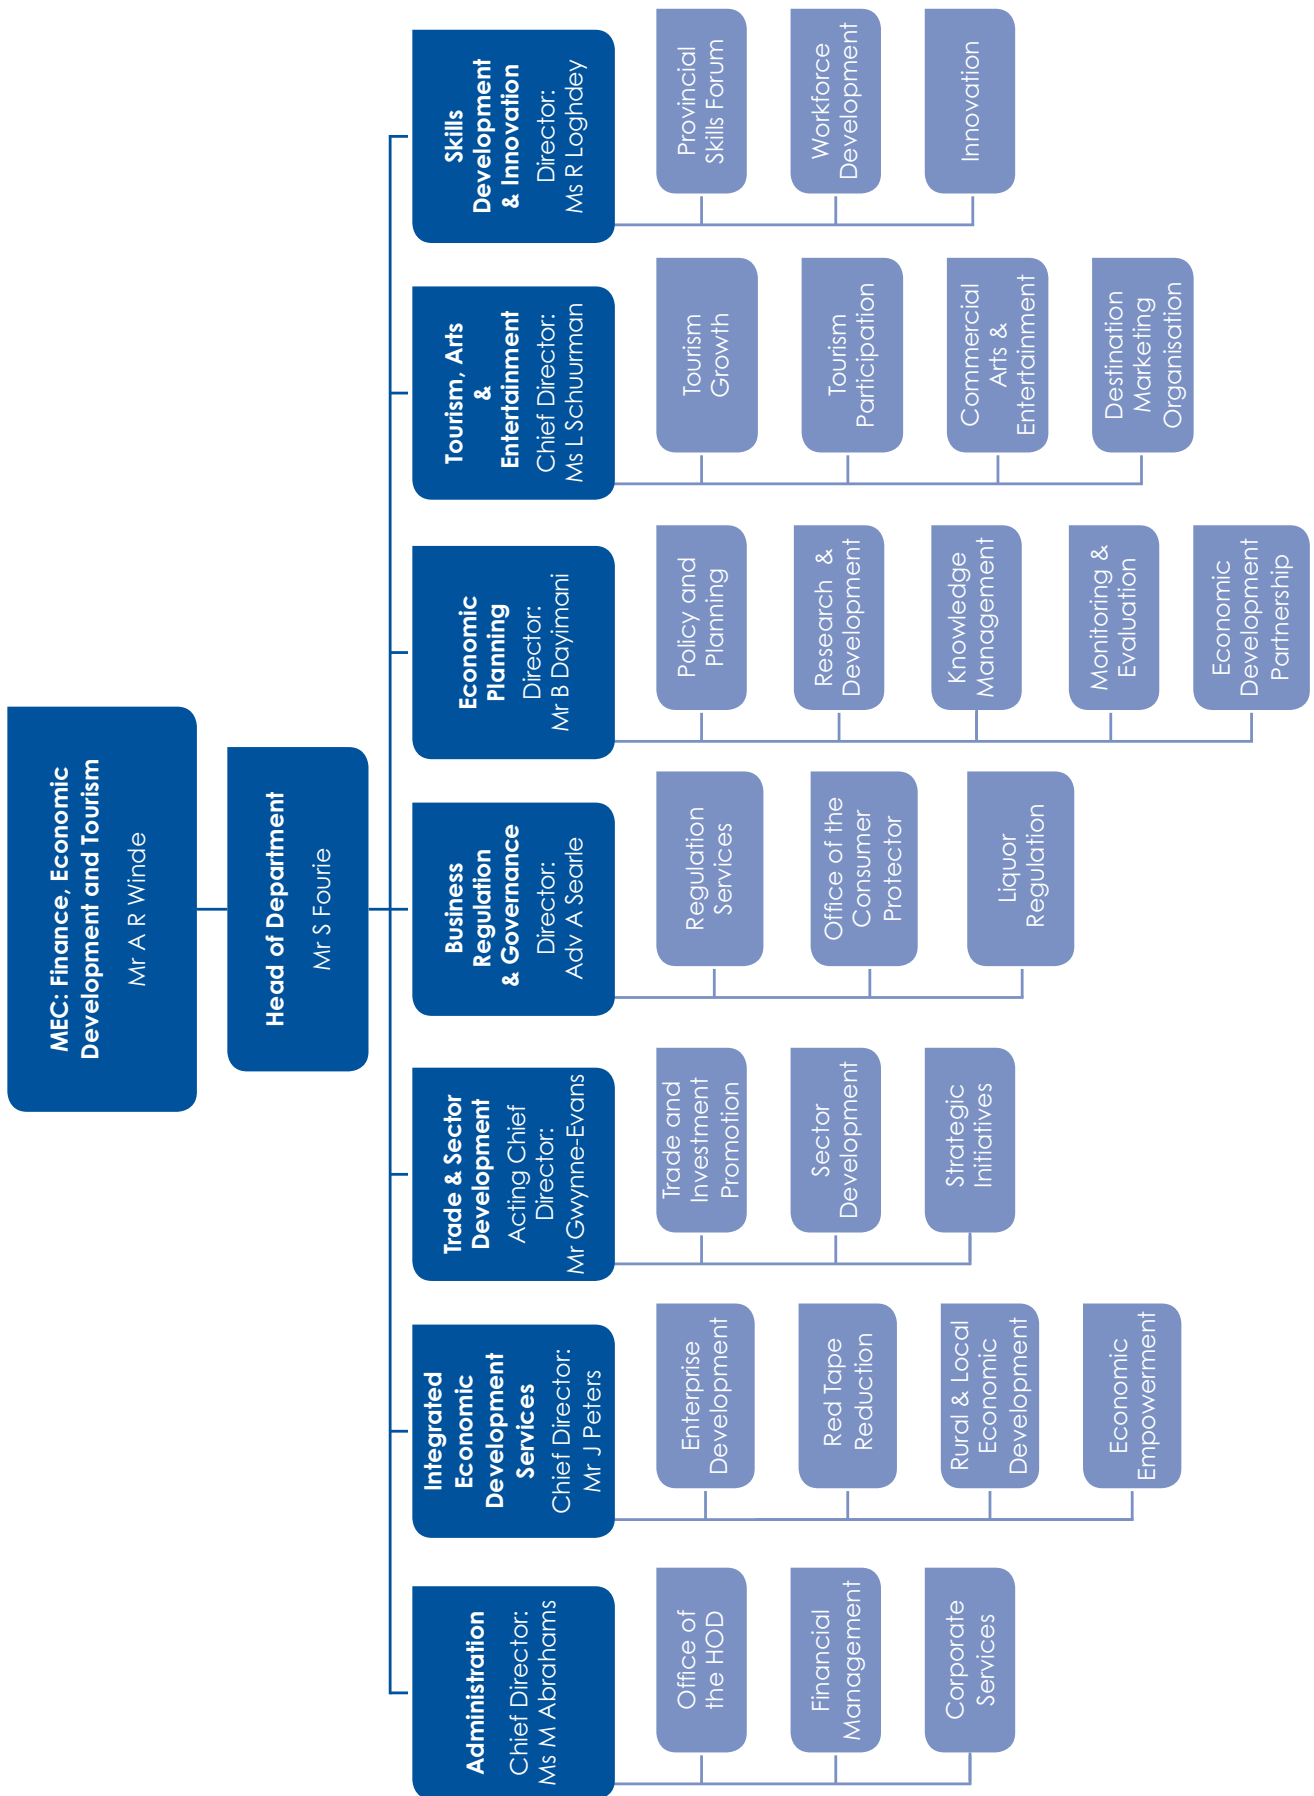 MEC: Finance, Economic
Development and Tourism
Mr A R Winde
Head of Department
Mr S Fourie
Administration
Chief Director:
Ms M Abrahams
Office of
the HOD
Financial
Management
Corporate
Services
Integrated
Economic
Development
Services
Chief Director:
Mr J Peters
Enterprise
Development
Red Tape
Reduction
Rural & Local
Economic
Development
Economic
Empowerment
Trade & Sector
Development
Acting Chief
Director:
Mr Gwynne-Evans
Trade and
Investment
Promotion
Sector
Development
Strategic
Initiatives
Business
Regulation
& Governance
Director:
Adv A Searle
Regulation
Services
Office of the
Consumer
Protector
Liquor
Regulation
Economic
Planning
Director:
Mr B Dayimani
Policy and
Planning
Research &
Development
Knowledge
Management
Monitoring &
Evaluation
Economic
Development
Partnership
Tourism, Arts
&
Entertainment
Chief Director:
Ms L Schuurman
Tourism
Growth
Tourism
Participation
Commercial
Arts &
Entertainment
Destination
Marketing
Organisation
Skills
Development
& Innovation
Director:
Ms R Loghdey
Provincial
Skills Forum
Workforce
Development
Innovation